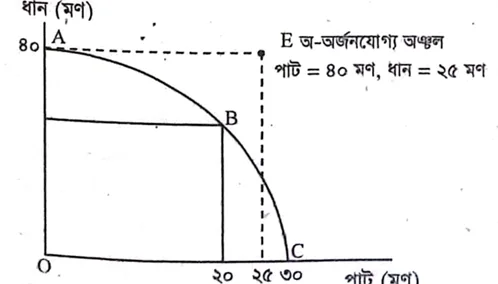 ধান (মণ)
A
৪০
E অ-অর্জনযোগ্য অঞ্চল
পাট = ৪০ মণ, ধান = ২৫ মণ
B
C
O
২০ ২৫ ৩০
পাট (মণ)